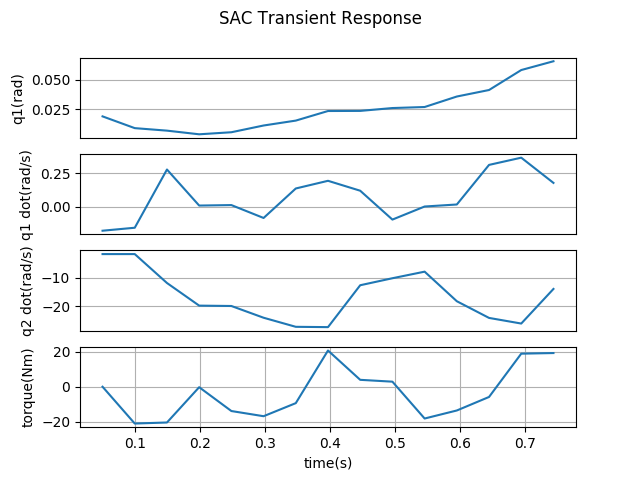 SAC Transient Response
q1(rad)
0.050
0.025
q1 dot(rad/s)
0.25
0.00
q2 dot(rad/s)
−10
−20
torque(Nm)
20
0
−20
0.1 0.2 0.3 0.4 0.5 0.6 0.7
time(s)